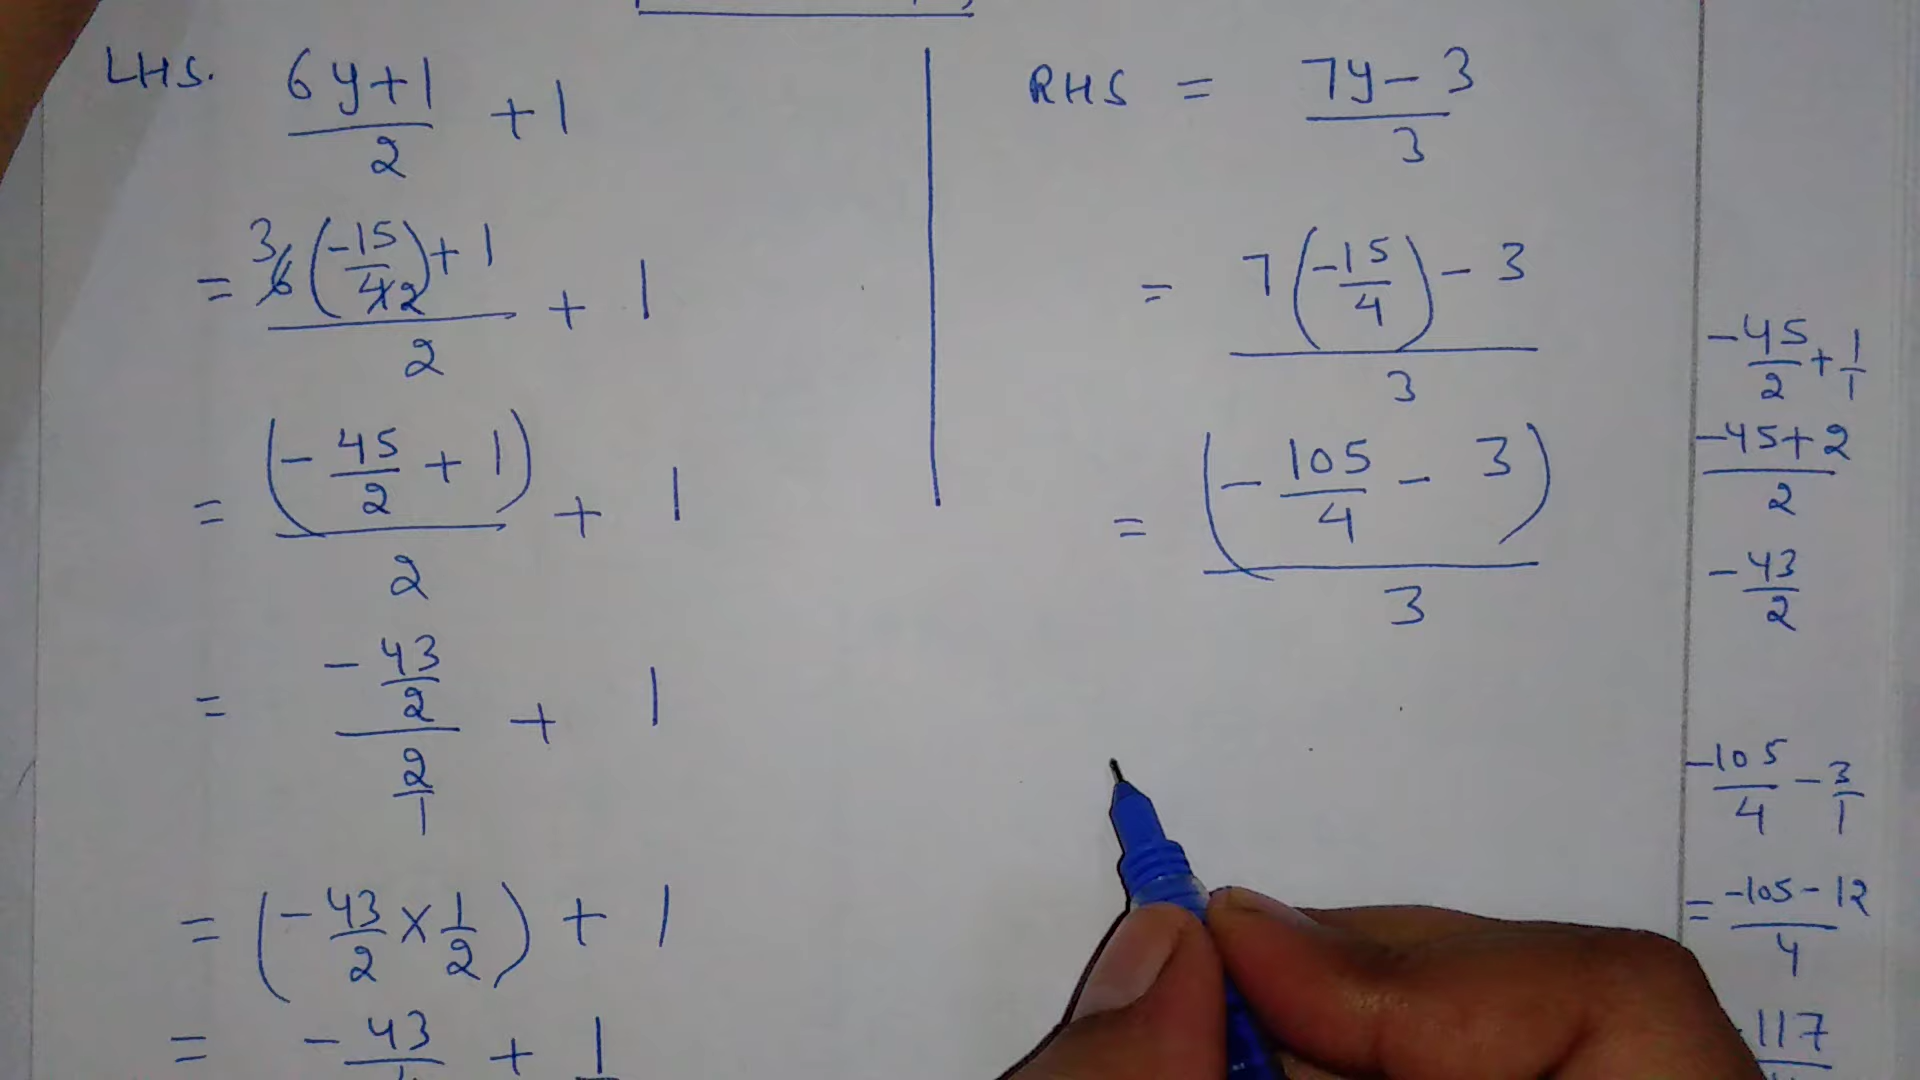 LHS. (6y+1)/2 + 1
= 3 6(-15/4 2)+1 / 2 + 1
= (-45/2 + 1) / 2 + 1
= (-43/2) / (2/1) + 1
= (-43/2 × 1/2) + 1
= -43/ + 1/
RHS = (7y-3)/3
= 7(-15/4) - 3 / 3
= (-105/4 - 3) / 3
-45/2 + 1/1
-45+2 / 2
-43/2
-105/4 - 3/1
= -105-12 / 4
117